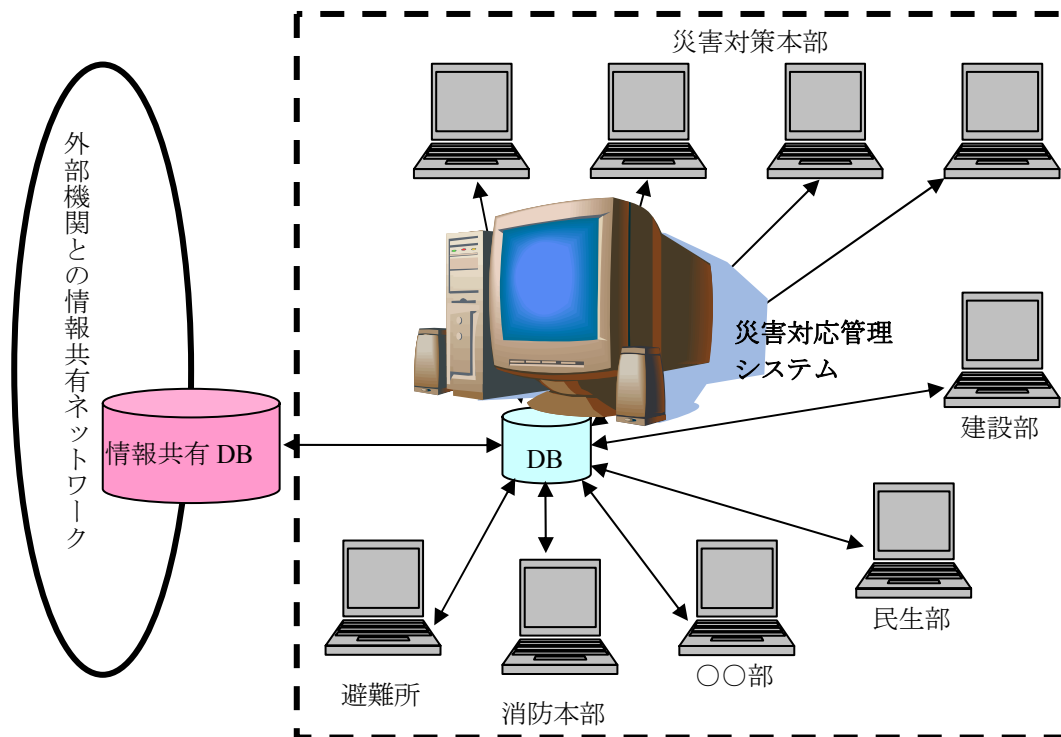 災害対策本部
外部機関との情報共有ネットワーク
災害対応管理
システム
建設部
情報共有 DB
DB
民生部
〇〇部
避難所
消防本部